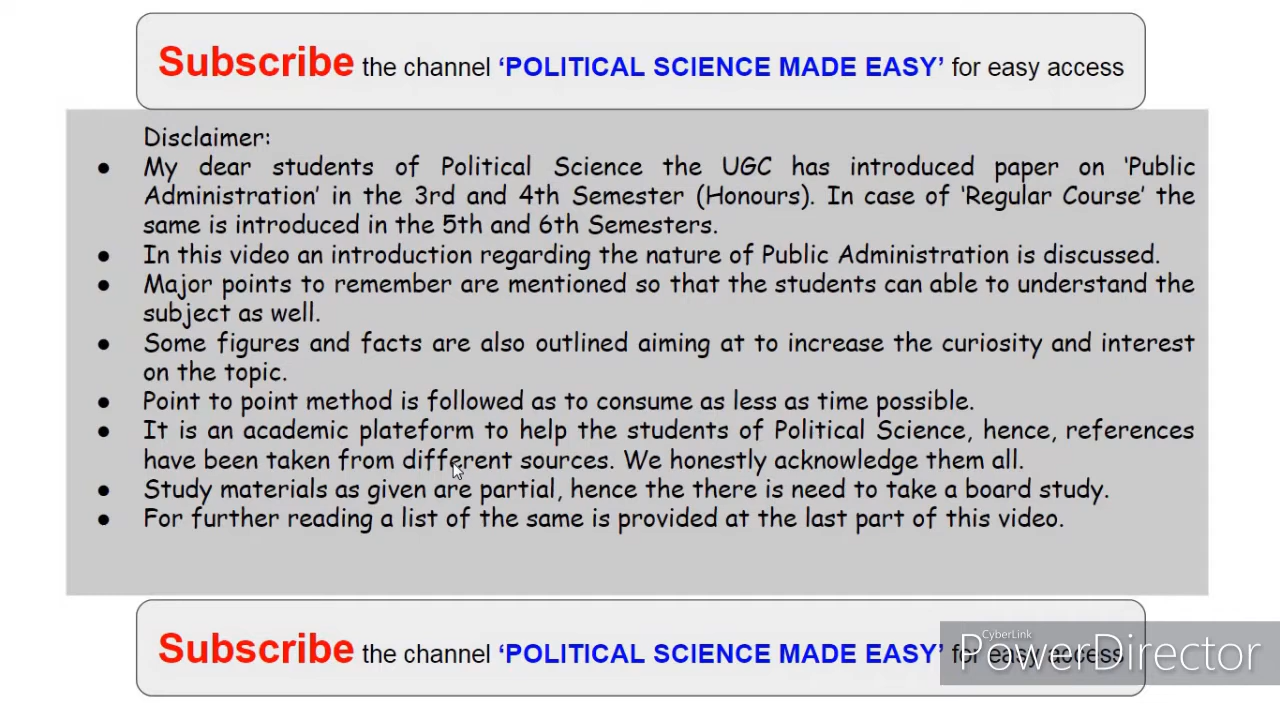 Subscribe the channel ‘POLITICAL SCIENCE MADE EASY’ for easy access
Disclaimer:
● My dear students of Political Science the UGC has introduced paper on ‘Public
Administration’ in the 3rd and 4th Semester (Honours). In case of ‘Regular Course’ the
same is introduced in the 5th and 6th Semesters.
● In this video an introduction regarding the nature of Public Administration is discussed.
● Major points to remember are mentioned so that the students can able to understand the
subject as well.
● Some figures and facts are also outlined aiming at to increase the curiosity and interest
on the topic.
● Point to point method is followed as to consume as less as time possible.
● It is an academic plateform to help the students of Political Science, hence, references
have been taken from different sources. We honestly acknowledge them all.
● Study materials as given are partial, hence the there is need to take a board study.
● For further reading a list of the same is provided at the last part of this video.
Subscribe the channel ‘POLITICAL SCIENCE MADE EASY’ for easy access
CyberLink
PowerDirector